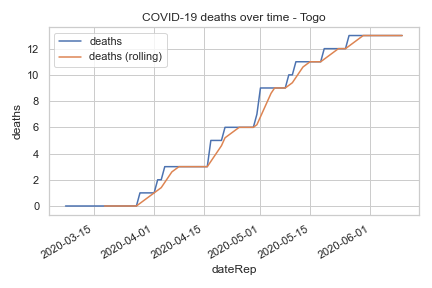 COVID-19 deaths over time - Togo
deaths
deaths (rolling)
deaths
12
10
8
6
4
2
0
2020-03-15
2020-04-01
2020-04-15
2020-05-01
2020-05-15
2020-06-01
dateRep